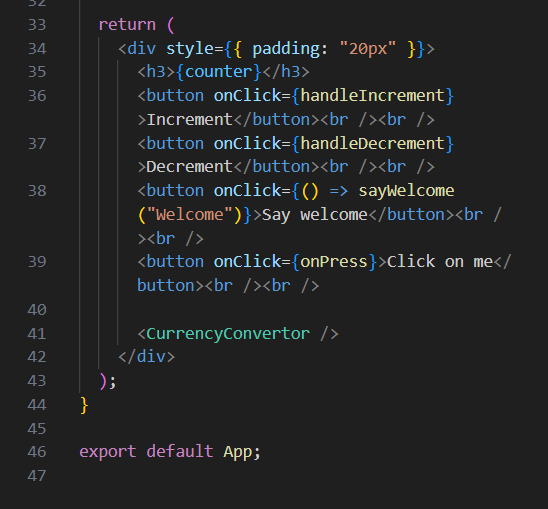 32
33 return (
34 <div style={{ padding: "20px" }}>
35 <h3>{counter}</h3>
36 <button onClick={handleIncrement}
>Increment</button><br /><br />
37 <button onClick={handleDecrement}
>Decrement</button><br /><br />
38 <button onClick={() => sayWelcome
("Welcome")}>Say welcome</button><br /
><br />
39 <button onClick={onPress}>Click on me</
button><br /><br />
40
41 <CurrencyConvertor />
42 </div>
43 );
44 }
45
46 export default App;
47